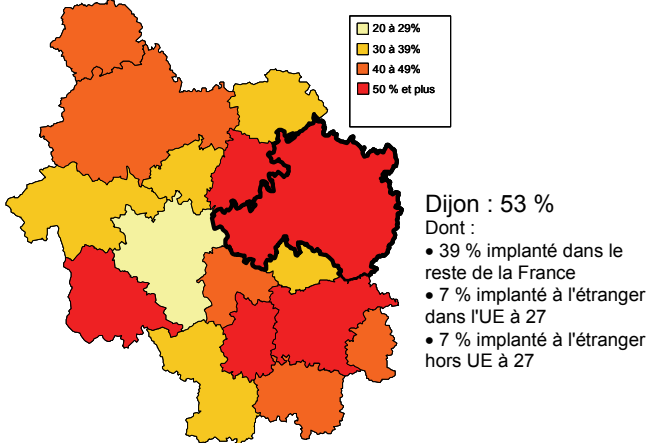 20 à 29%
30 à 39%
40 à 49%
50 % et plus
Dijon : 53 %
Dont :
• 39 % implanté dans le
reste de la France
• 7 % implanté à l'étranger
dans l'UE à 27
• 7 % implanté à l'étranger
hors UE à 27